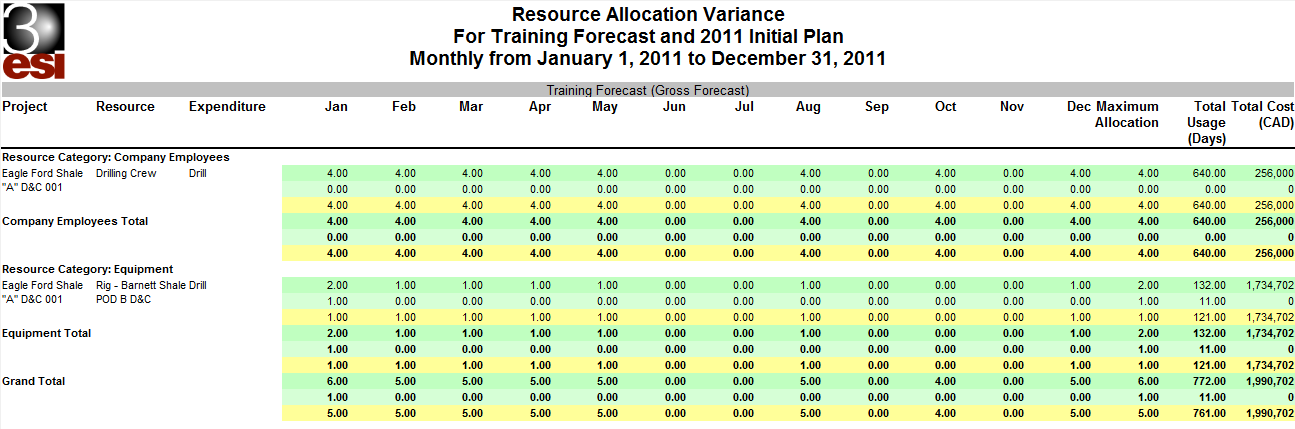 3
esi
Resource Allocation Variance
For Training Forecast and 2011 Initial Plan
Monthly from January 1, 2011 to December 31, 2011
Training Forecast (Gross Forecast)
Project Resource Expenditure Jan Feb Mar Apr May Jun Jul Aug Sep Oct Nov Dec Maximum Total Total Cost
Allocation Usage (CAD)
(Days)
Resource Category: Company Employees
Eagle Ford Shale Drilling Crew Drill 4.00 4.00 4.00 4.00 4.00 0.00 0.00 4.00 0.00 4.00 0.00 4.00 4.00 640.00 256,000
"A" D&C 001 0.00 0.00 0.00 0.00 0.00 0.00 0.00 0.00 0.00 0.00 0.00 0.00 0.00 0.00 0
4.00 4.00 4.00 4.00 4.00 0.00 0.00 4.00 0.00 4.00 0.00 4.00 4.00 640.00 256,000
Company Employees Total 4.00 4.00 4.00 4.00 4.00 0.00 0.00 4.00 0.00 4.00 0.00 4.00 4.00 640.00 256,000
0.00 0.00 0.00 0.00 0.00 0.00 0.00 0.00 0.00 0.00 0.00 0.00 0.00 0.00 0
4.00 4.00 4.00 4.00 4.00 0.00 0.00 4.00 0.00 4.00 0.00 4.00 4.00 640.00 256,000
Resource Category: Equipment
Eagle Ford Shale Rig - Barnett Shale Drill 2.00 1.00 1.00 1.00 1.00 0.00 0.00 1.00 0.00 0.00 0.00 1.00 2.00 132.00 1,734,702
"A" D&C 001 POD B D&C 1.00 0.00 0.00 0.00 0.00 0.00 0.00 0.00 0.00 0.00 0.00 0.00 1.00 11.00 0
1.00 1.00 1.00 1.00 1.00 0.00 0.00 1.00 0.00 0.00 0.00 1.00 1.00 121.00 1,734,702
Equipment Total 2.00 1.00 1.00 1.00 1.00 0.00 0.00 1.00 0.00 0.00 0.00 1.00 2.00 132.00 1,734,702
1.00 0.00 0.00 0.00 0.00 0.00 0.00 0.00 0.00 0.00 0.00 0.00 1.00 11.00 0
1.00 1.00 1.00 1.00 1.00 0.00 0.00 1.00 0.00 0.00 0.00 1.00 1.00 121.00 1,734,702
Grand Total 6.00 5.00 5.00 5.00 5.00 0.00 0.00 5.00 0.00 4.00 0.00 5.00 6.00 772.00 1,990,702
1.00 0.00 0.00 0.00 0.00 0.00 0.00 0.00 0.00 0.00 0.00 0.00 1.00 11.00 0
5.00 5.00 5.00 5.00 5.00 0.00 0.00 5.00 0.00 4.00 0.00 5.00 5.00 761.00 1,990,702